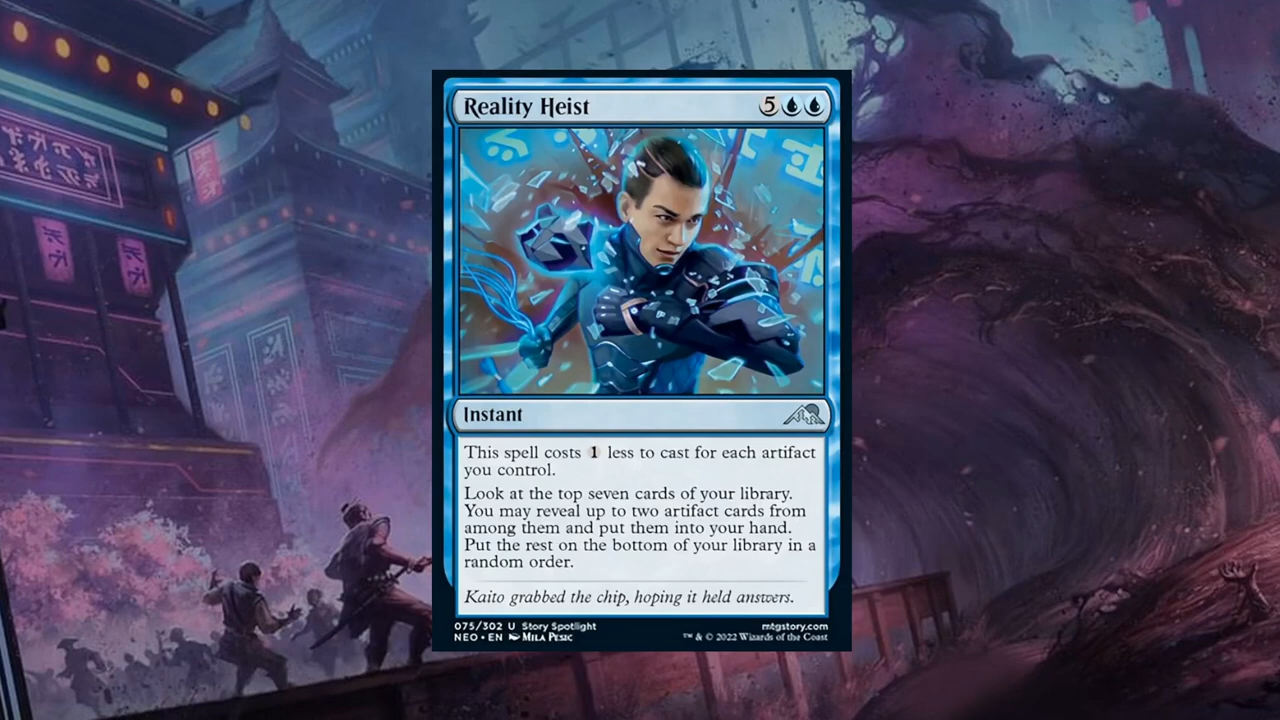 Reality Heist 5
Instant
This spell costs 1 less to cast for each artifact
you control.
Look at the top seven cards of your library.
You may reveal up to two artifact cards from
among them and put them into your hand.
Put the rest on the bottom of your library in a
random order.
Kaito grabbed the chip, hoping it held answers.
075/302 U Story Spotlight mtgstory.com
NEO • EN Mila Pesic ™ & © 2022 Wizards of the Coast